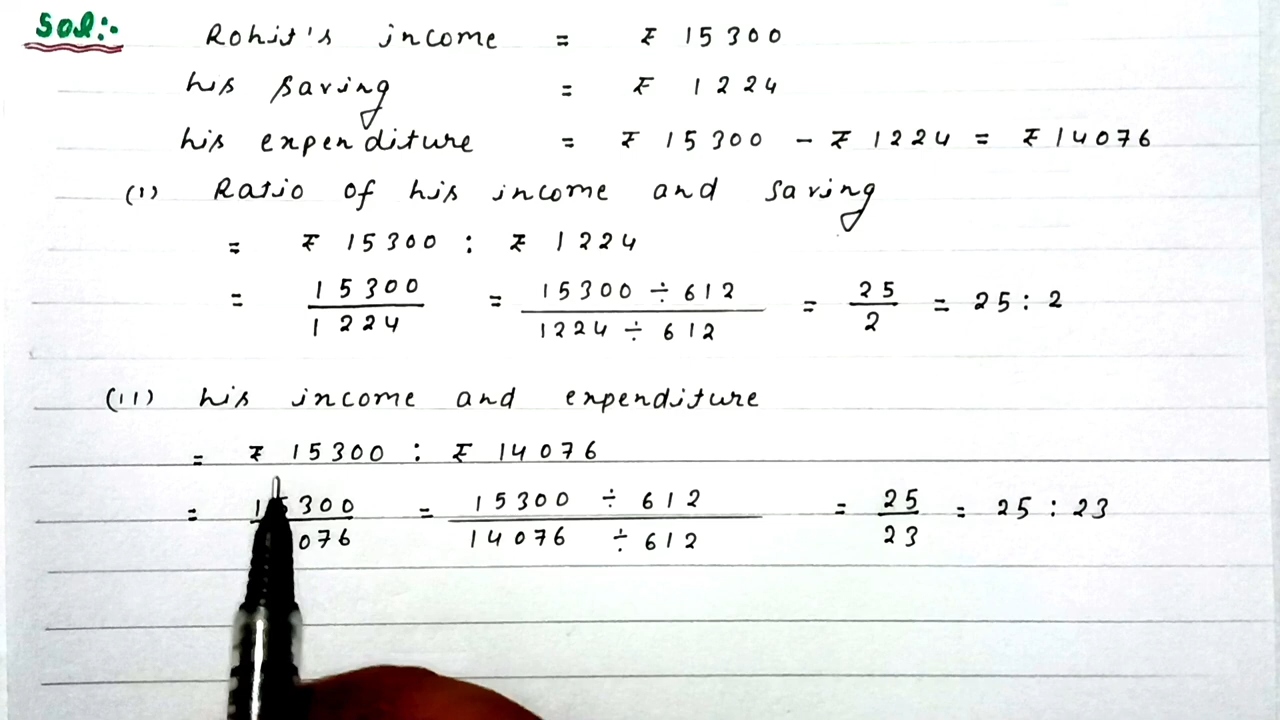 Sol:-
Rohit's income = ₹ 15300
his saving = ₹ 1224
his expenditure = ₹ 15300 - ₹ 1224 = ₹ 14076
(i) Ratio of his income and saving
= ₹ 15300 : ₹ 1224
= 15300/1224 = 15300 ÷ 612/1224 ÷ 612 = 25/2 = 25 : 2
(ii) his income and expenditure
= ₹ 15300 : ₹ 14076
= 15300/076 = 15300 ÷ 612/14076 ÷ 612 = 25/23 = 25 : 23